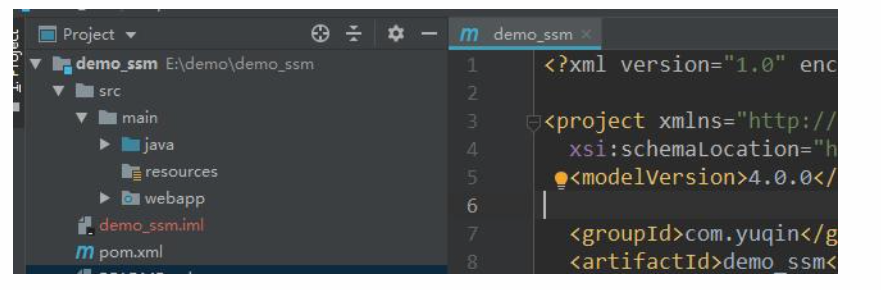 Project
demo_ssm
1: Project
demo_ssm E:\demo\demo_ssm
src
main
java
resources
webapp
demo_ssm.iml
pom.xml
1 <?xml version="1.0" enc
2
3 <project xmlns="http://
4 xsi:schemaLocation="h
5 <modelVersion>4.0.0</
6
7 <groupId>com.yuqin</g
8 <artifactId>demo_ssm<